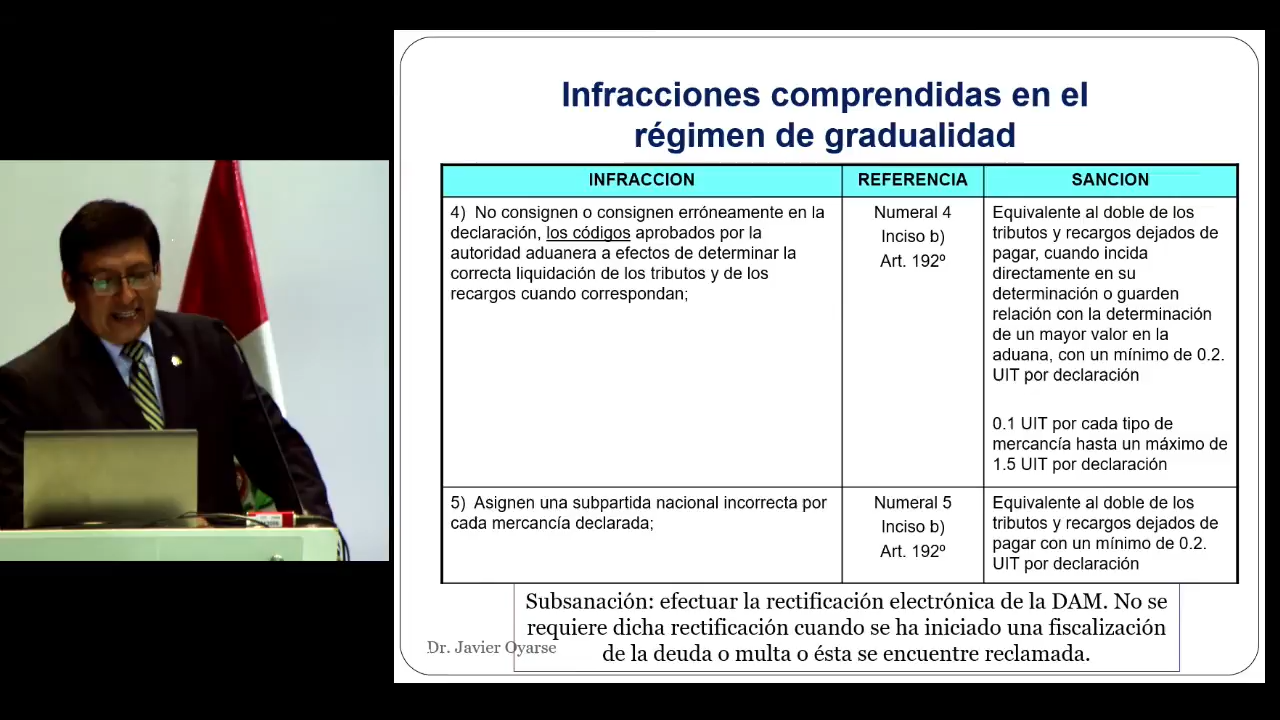 Infracciones comprendidas en el
régimen de gradualidad
INFRACCION
REFERENCIA
SANCION
4) No consignen o consignen erróneamente en la
declaración, los códigos aprobados por la
autoridad aduanera a efectos de determinar la
correcta liquidación de los tributos y de los
recargos cuando correspondan;
Numeral 4
Inciso b)
Art. 192º
Equivalente al doble de los
tributos y recargos dejados de
pagar, cuando incida
directamente en su
determinación o guarden
relación con la determinación
de un mayor valor en la
aduana, con un mínimo de 0.2.
UIT por declaración
0.1 UIT por cada tipo de
mercancía hasta un máximo de
1.5 UIT por declaración
5) Asignen una subpartida nacional incorrecta por
cada mercancía declarada;
Numeral 5
Inciso b)
Art. 192º
Equivalente al doble de los
tributos y recargos dejados de
pagar con un mínimo de 0.2.
UIT por declaración
Subsanación: efectuar la rectificación electrónica de la DAM. No se
requiere dicha rectificación cuando se ha iniciado una fiscalización
de la deuda o multa o ésta se encuentre reclamada.
Dr. Javier Oyarse